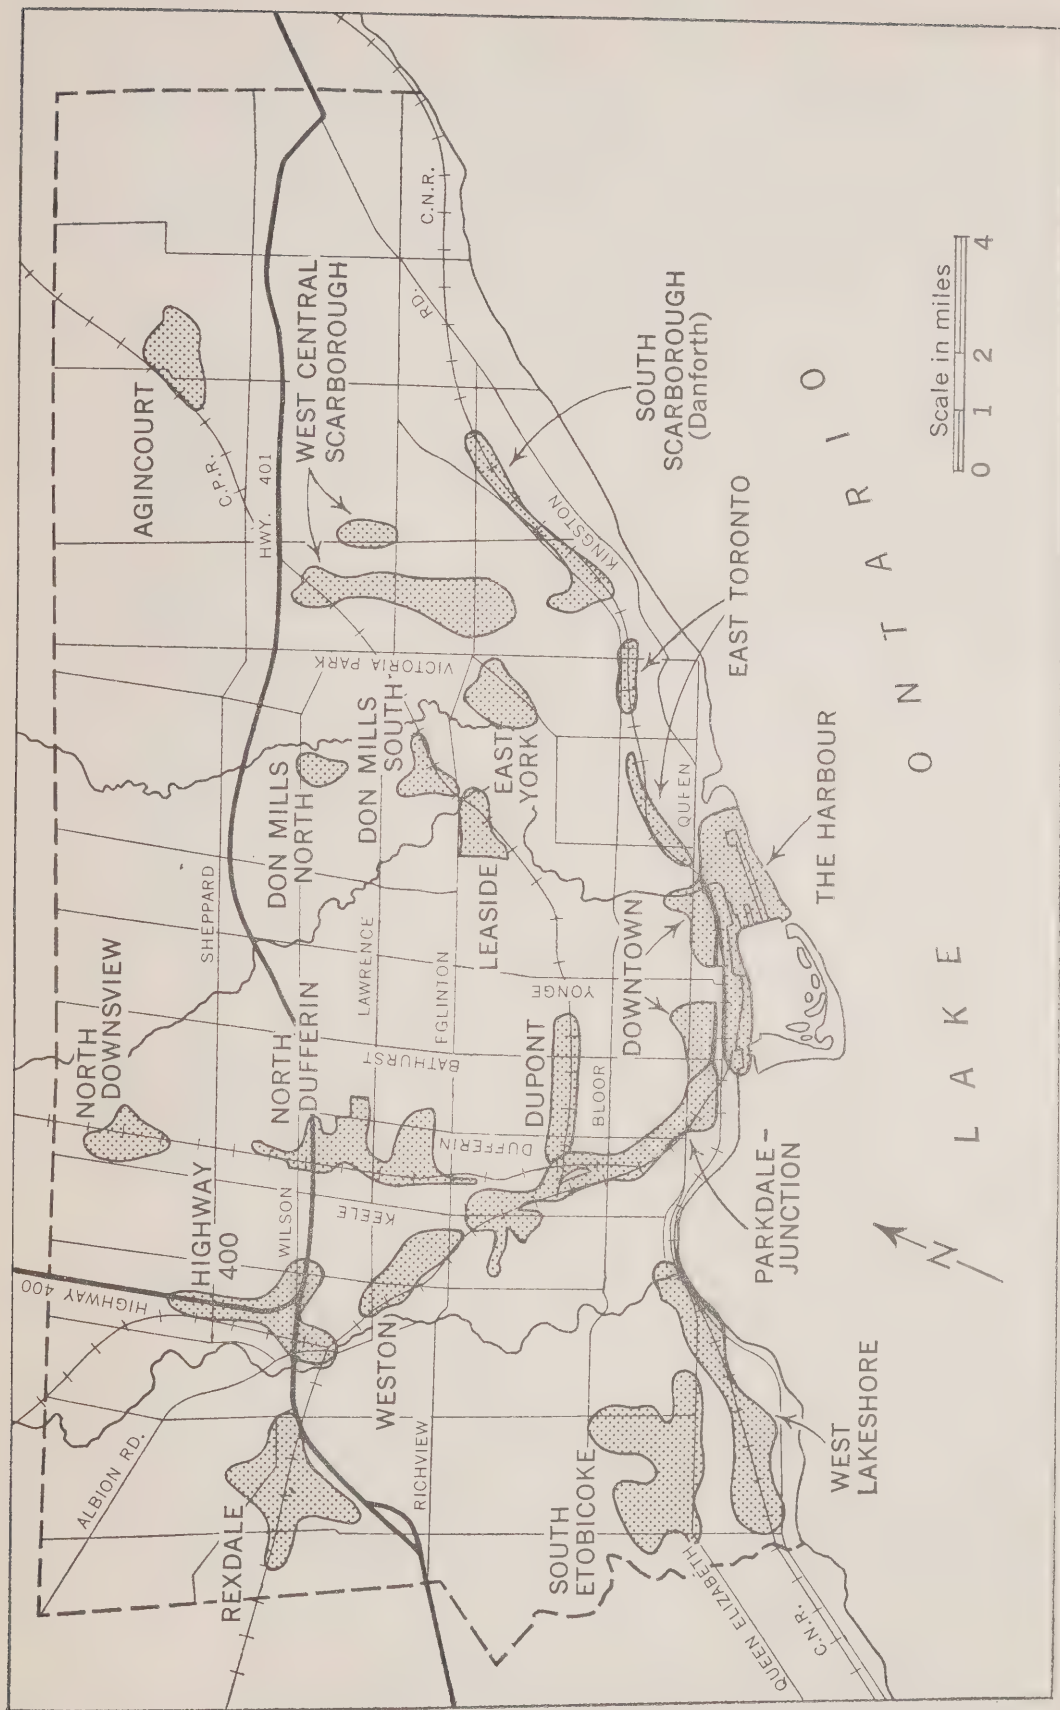 AGINCOURT
C.P.R.
HWY. 401
WEST CENTRAL
SCARBOROUGH
C.N.R.
RD.
KINGSTON
SOUTH
SCARBOROUGH
(Danforth)
EAST TORONTO
VICTORIA PARK
DON MILLS
SOUTH
DON MILLS
NORTH
EAST
YORK
LEASIDE
QUEEN
THE HARBOUR
DOWNTOWN
SHEPPARD
LAWRENCE
EGLINTON
YONGE
BATHURST
BLOOR
DUPONT
DUFFERIN
NORTH
DUFFERIN
NORTH
DOWNSVIEW
HIGHWAY
400
WILSON
KEELE
HIGHWAY 400
WESTON
PARKDALE-
JUNCTION
ALBION RD.
REXDALE
RICHVIEW
SOUTH
ETOBICOKE
WEST
LAKESHORE
QUEEN ELIZABETH
C.N.R.
LAKE ONTARIO
N
Scale in miles
0 1 2 4